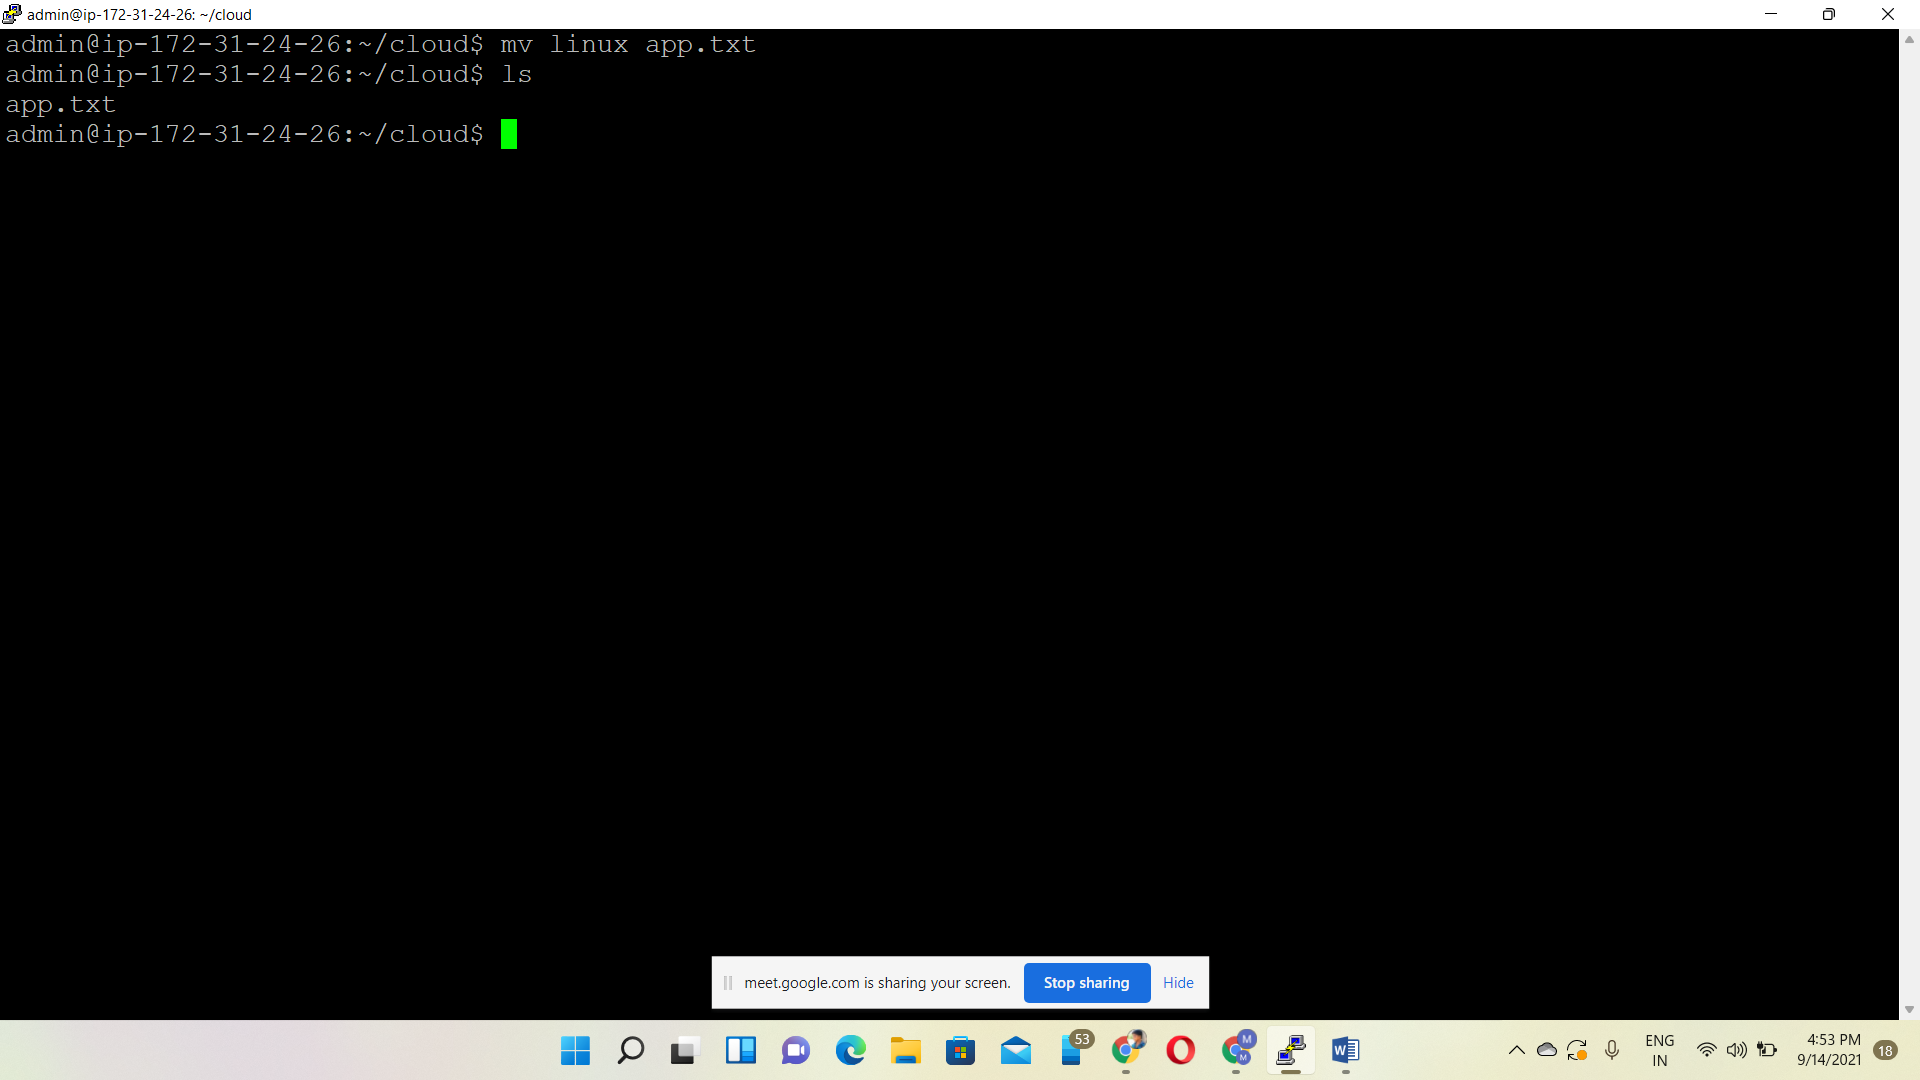 admin@ip-172-31-24-26: ~/cloud
admin@ip-172-31-24-26:~/cloud$ mv linux app.txt
admin@ip-172-31-24-26:~/cloud$ ls
app.txt
admin@ip-172-31-24-26:~/cloud$
meet.google.com is sharing your screen. Stop sharing Hide
53
M
M
W
ENG
IN
4:53 PM
9/14/2021
18